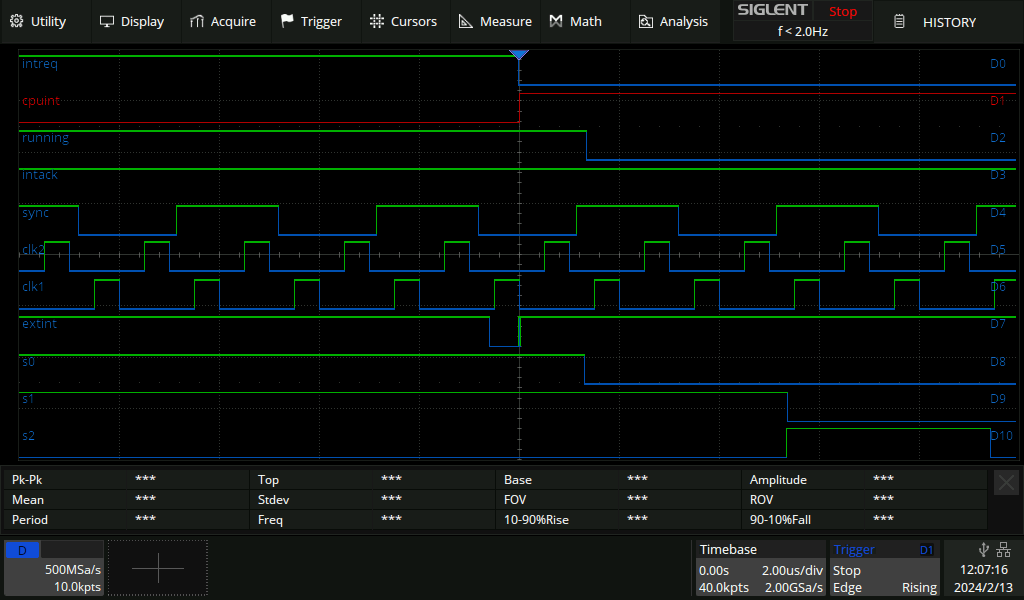 Utility Display Acquire Trigger Cursors Measure Math Analysis SIGLENT Stop HISTORY
f < 2.0Hz
intreq D0
cpuint D1
running D2
intack D3
sync D4
clk2 D5
clk1 D6
extint D7
s0 D8
s1 D9
s2 D10
Pk-Pk *** Top *** Base *** Amplitude ***
Mean *** Stdev *** FOV *** ROV ***
Period *** Freq *** 10-90%Rise *** 90-10%Fall ***
D Timebase Trigger D1
500MSa/s 0.00s 2.00us/div Stop 12:07:16
10.0kpts 40.0kpts 2.00GSa/s Edge Rising 2024/2/13